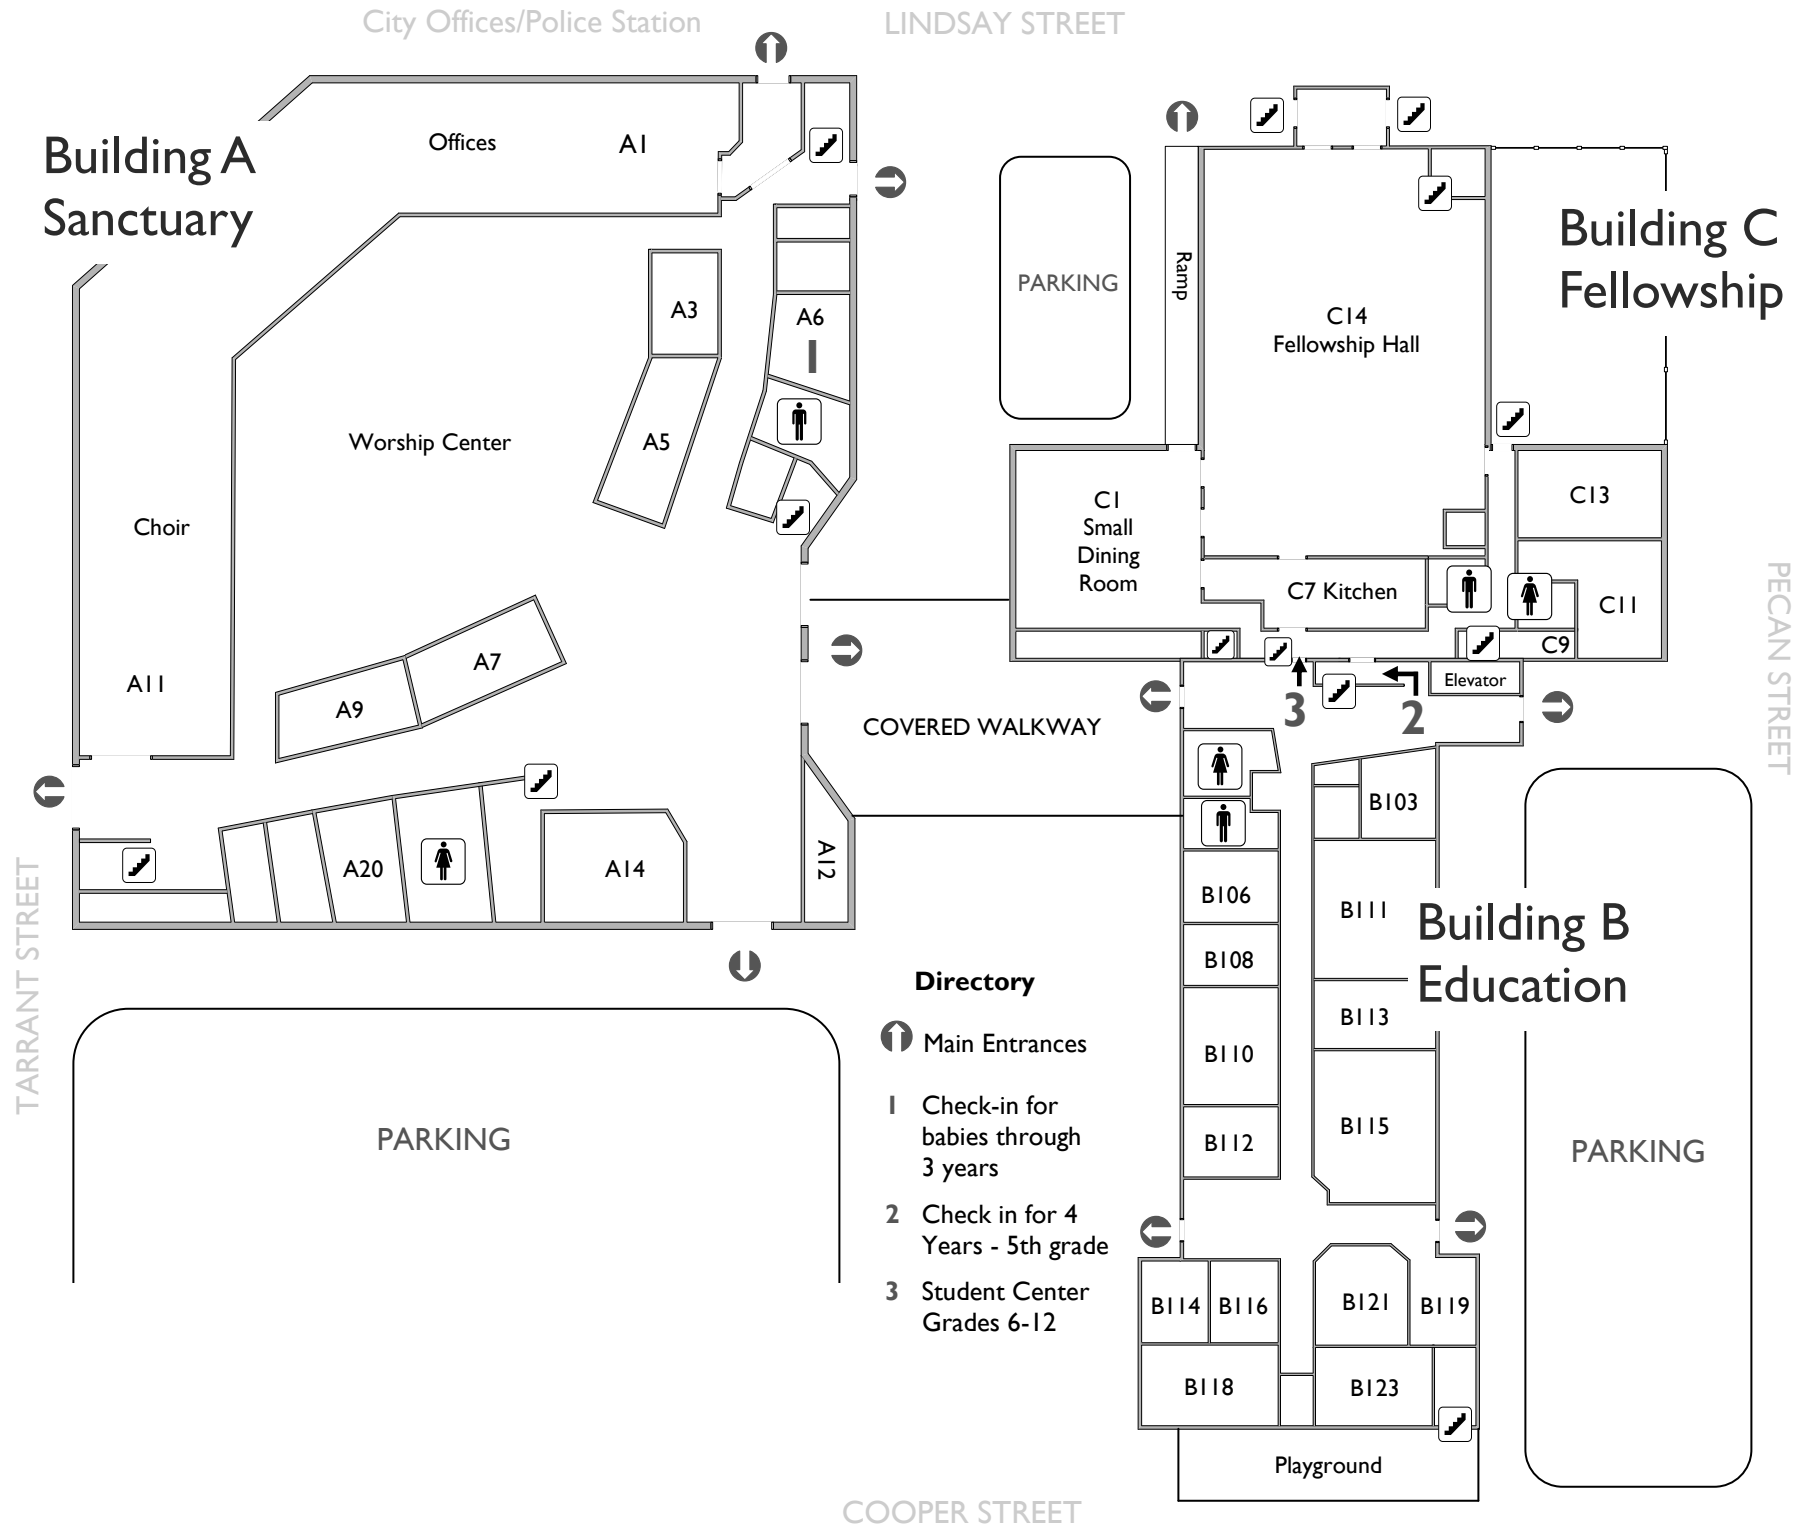 City Offices/Police Station
LINDSAY STREET
Building A
Sanctuary
Offices
A1
A3
A6
1
A5
Worship Center
Choir
A11
A7
A9
A20
A14
A12
PARKING
Ramp
Building C
Fellowship
C14
Fellowship Hall
C1
Small
Dining
Room
C13
C7 Kitchen
C11
C9
Elevator
3
2
COVERED WALKWAY
PECAN STREET
TARRANT STREET
B103
B106
B111
Building B
Education
B108
B113
B110
B115
B112
PARKING
B114
B116
B121
B119
B118
B123
Playground
PARKING
Directory
Main Entrances
1 Check-in for
babies through
3 years
2 Check in for 4
Years - 5th grade
3 Student Center
Grades 6-12
COOPER STREET